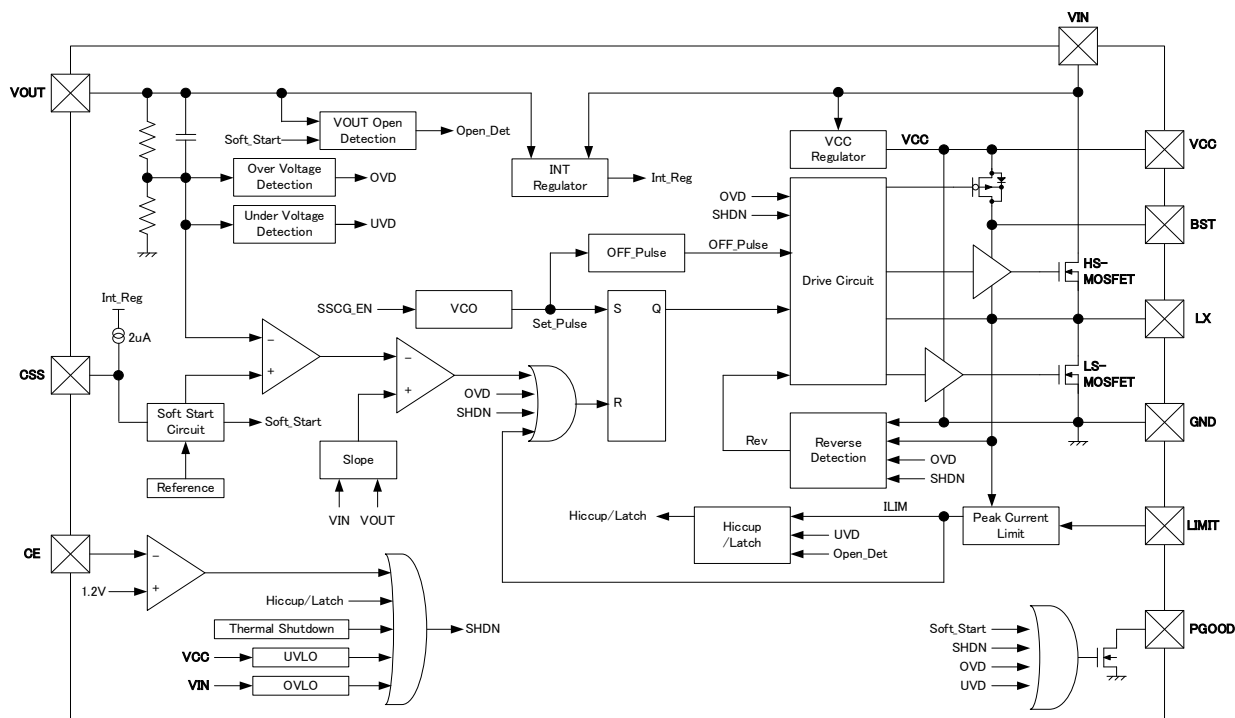 VIN
VOUT
VOUT Open
Detection
Soft_Start
Open_Det
VCC
Regulator
VCC
VCC
Over Voltage
Detection
OVD
INT
Regulator
Int_Reg
OVD
SHDN
Under Voltage
Detection
UVD
BST
OFF_Pulse
OFF_Pulse
HS-
MOSFET
Drive Circuit
Int_Reg
2uA
SSCG_EN
VCO
Set_Pulse
S
Q
LX
−
+
−
+
CSS
LS-
MOSFET
OVD
SHDN
R
Soft Start
Circuit
Soft_Start
GND
Rev
Reverse
Detection
OVD
SHDN
Slope
Reference
VIN
VOUT
Hiccup/Latch
Hiccup
/Latch
ILIM
UVD
Open_Det
Peak Current
Limit
LIMIT
CE
−
+
1.2V
Hiccup/Latch
Thermal Shutdown
SHDN
VCC
UVLO
VIN
OVLO
Soft_Start
SHDN
OVD
UVD
PGOOD